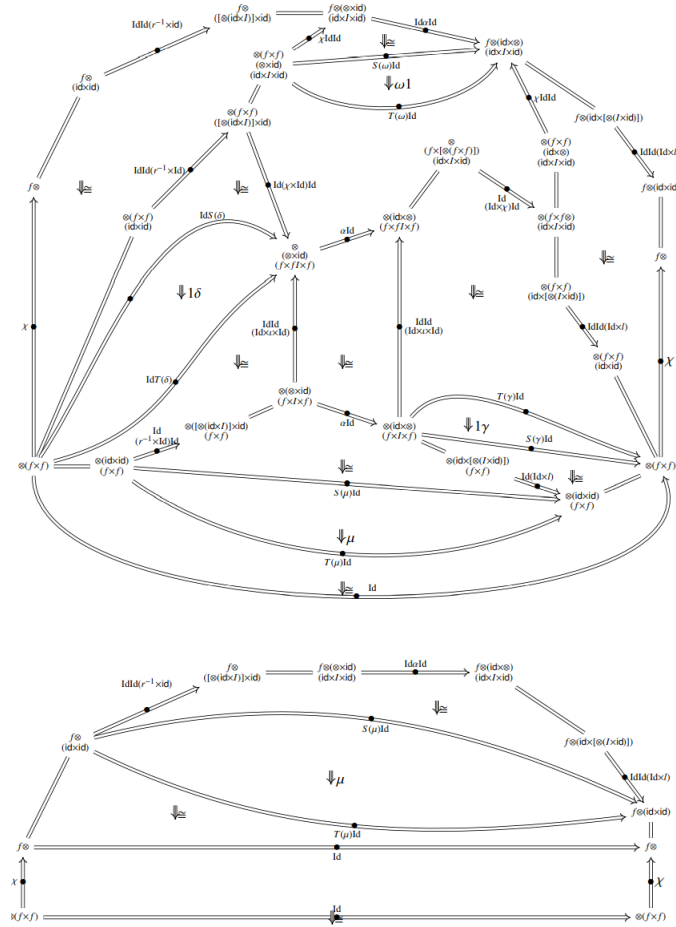 f⊗
([⊗(id×I)]×id)
f⊗(⊗×id)
(id×I×id)
IdId(r⁻¹×id)
IdαId
χIdId
⊗(f×f)
(⊗×id)
(id×I×id)
⇓≅
S(ω)Id
f⊗(id×⊗)
(id×I×id)
f⊗
(id×id)
⇓ω1
T(ω)Id
χIdId
f⊗(id×[⊗(I×id)])
⊗(f×f)
([⊗(id×I)]×id)
⊗
(f×[⊗(f×f)])
(id×I×id)
⊗(f×f)
(id×⊗)
(id×I×id)
IdId(Id×l)
IdId(r⁻¹×Id)
f⊗
⇓≅
⇓≅
Id(χ×Id)Id
Id
(Id×χ)Id
f⊗(id×id)
⊗(f×f)
(id×id)
IdS(δ)
⊗
(⊗×id)
(f×fI×f)
αId
⊗(id×⊗)
(f×fI×f)
⊗(f×f⊗)
(id×I×id)
⇓≅
f⊗
⇓1δ
⇓≅
⊗(f×f)
(id×[⊗(I×id)])
χ
IdId
(Id×ι×Id)
IdId
(Id×ι×Id)
IdId(Id×l)
χ
IdT(δ)
⇓≅
⇓≅
⊗(f×f)
(id×id)
⊗(⊗×id)
(f×I×f)
T(γ)Id
Id
(r⁻¹×Id)Id
⊗([⊗(id×I)]×id)
(f×f)
αId
⊗(id×⊗)
(f×I×f)
⇓1γ
S(γ)Id
⊗(f×f)
⊗(id×id)
(f×f)
⇓≅
⊗(id×[⊗(I×id)])
(f×f)
Id(Id×l)
⇓≅
⊗(f×f)
S(μ)Id
⊗(id×id)
(f×f)
⇓μ
T(μ)Id
⇓≅
Id
f⊗
([⊗(id×I)]×id)
f⊗(⊗×id)
(id×I×id)
IdαId
f⊗(id×⊗)
(id×I×id)
IdId(r⁻¹×id)
S(μ)Id
⇓≅
f⊗
(id×id)
f⊗(id×[⊗(I×id)])
⇓μ
IdId(Id×l)
⇓≅
T(μ)Id
f⊗(id×id)
f⊗
Id
f⊗
χ
χ
⊗(f×f)
Id
⇓≅
⊗(f×f)